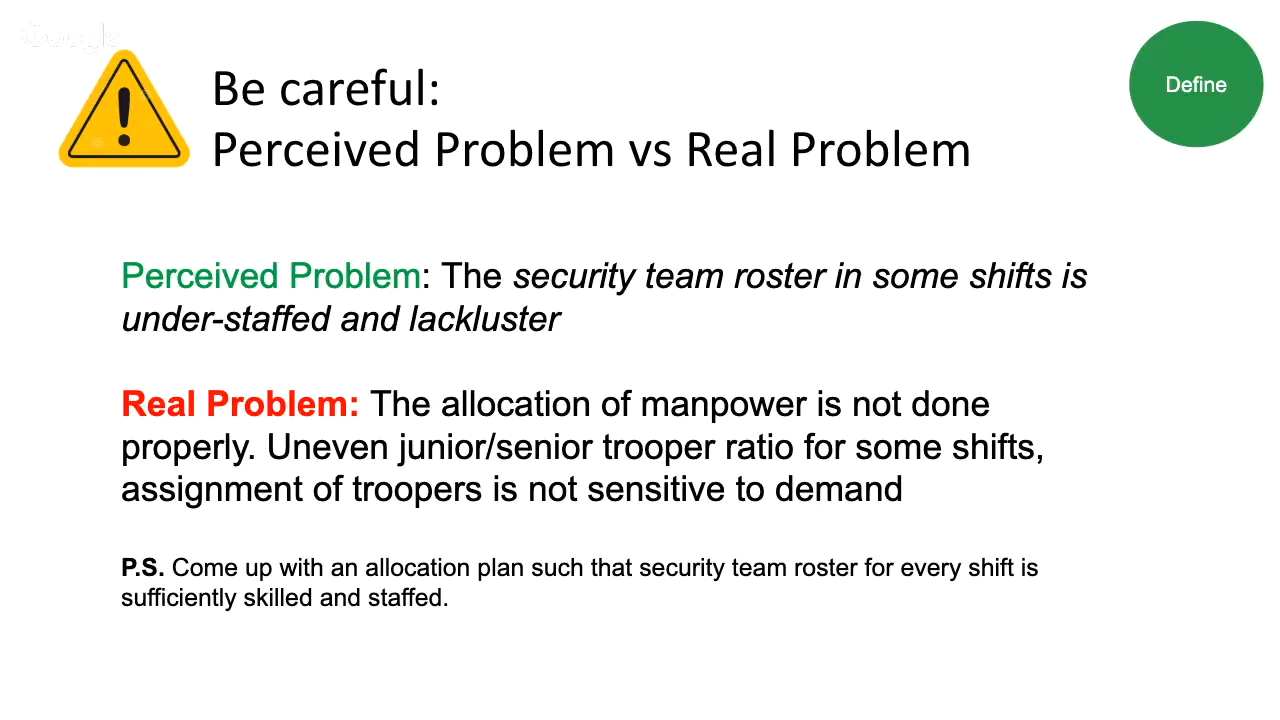 Google
Be careful:
Perceived Problem vs Real Problem
Define
Perceived Problem: The security team roster in some shifts is
under-staffed and lackluster
Real Problem: The allocation of manpower is not done
properly. Uneven junior/senior trooper ratio for some shifts,
assignment of troopers is not sensitive to demand
P.S. Come up with an allocation plan such that security team roster for every shift is
sufficiently skilled and staffed.